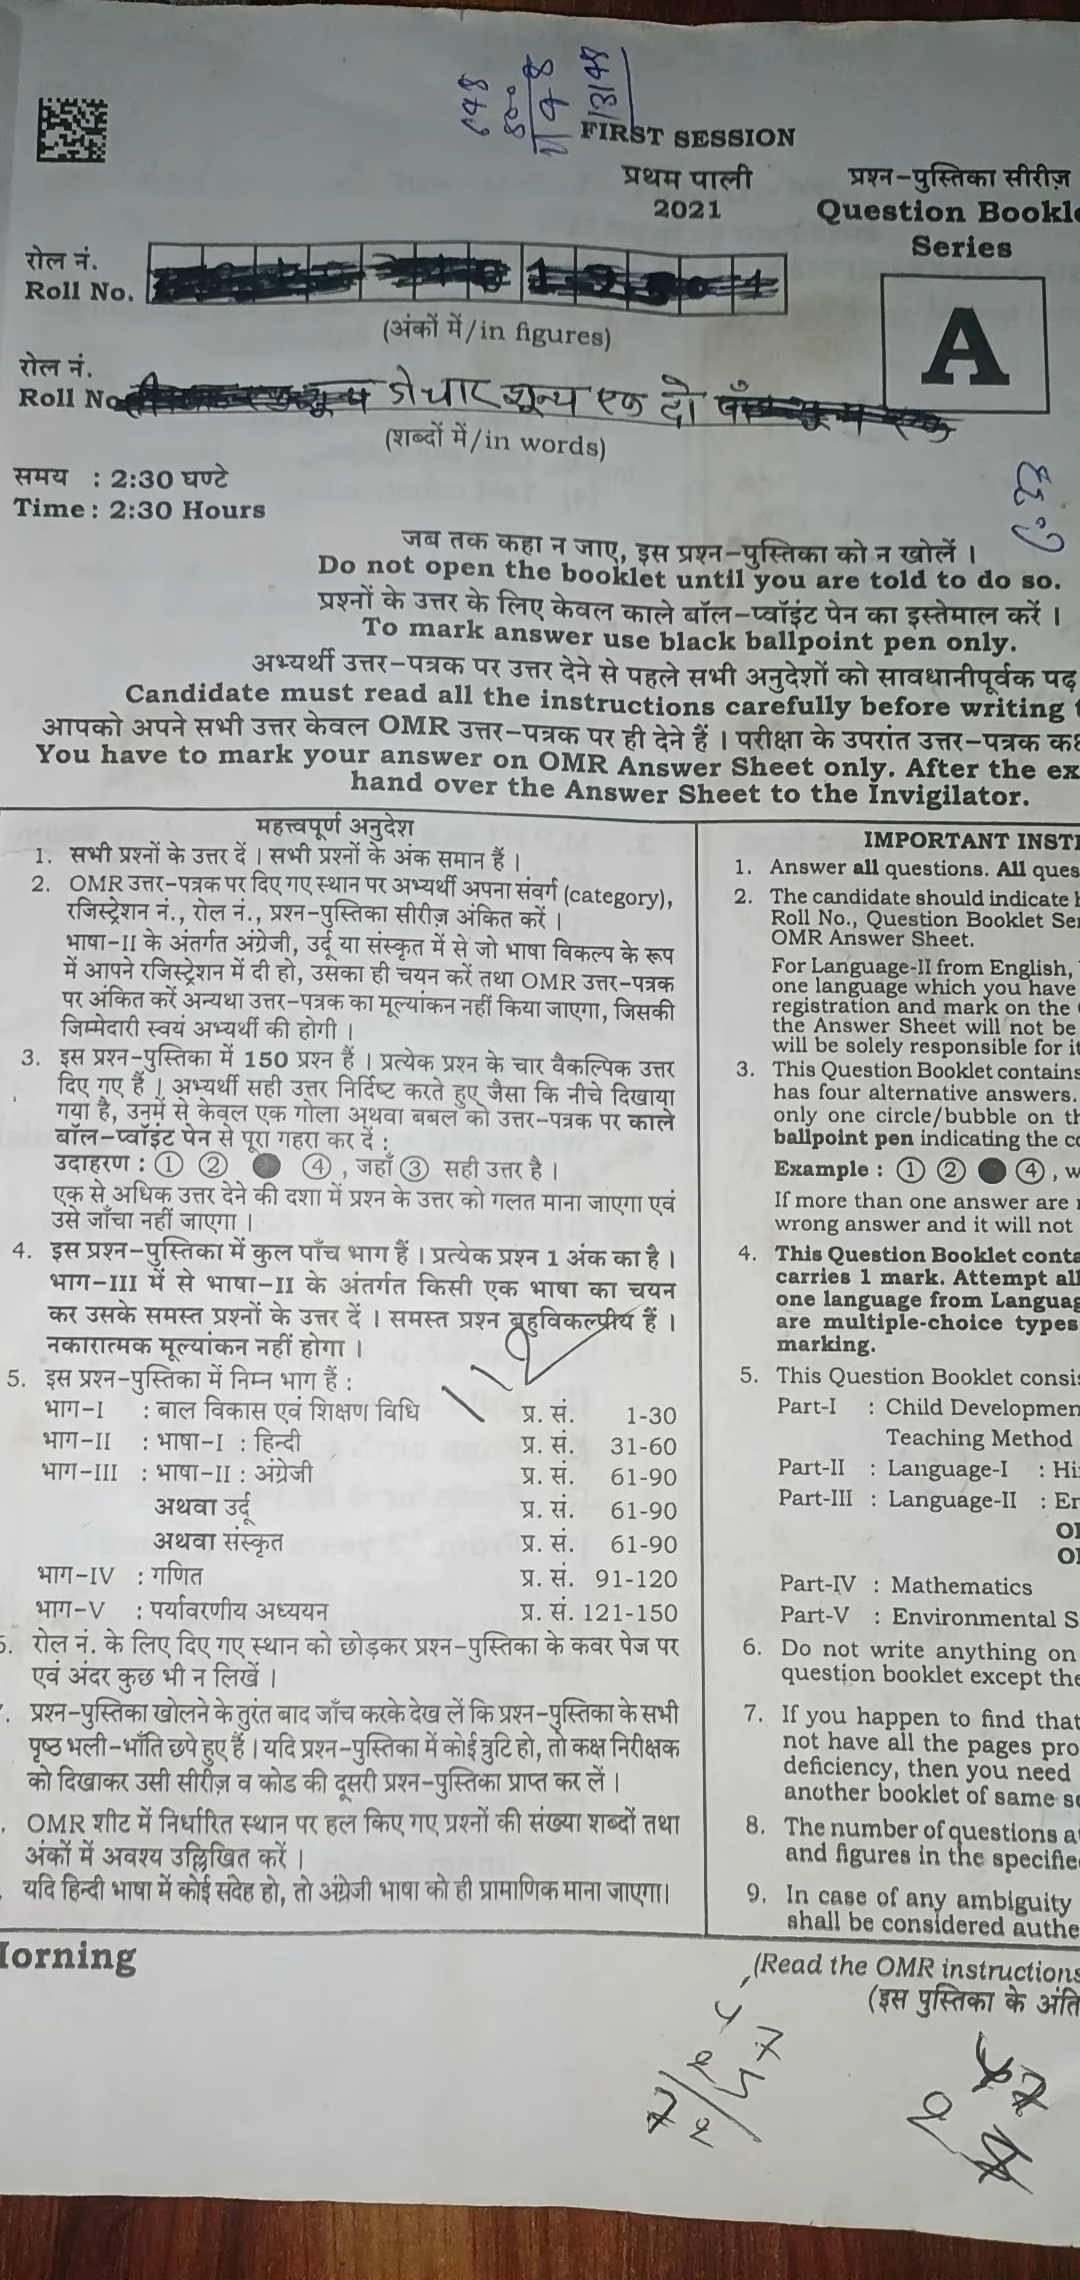 FIRST SESSION
प्रथम पाली
2021
प्रश्न-पुस्तिका सीरीज़
Question
Series
A
रोल नं.
Roll No.
(अंकों में/in figures)
रोल नं.
Roll No
चार शून्य एक दो
(शब्दों में/in words)
समय : 2:30 घण्टे
Time : 2:30 Hours
जब तक कहा न जाए, इस प्रश्न-पुस्तिका को न खोलें ।
Do not open the booklet until you are told to do so.
प्रश्नों के उत्तर के लिए केवल काले बॉल-प्वॉइंट पेन का इस्तेमाल करें ।
To mark answer use black ballpoint pen only.
अभ्यर्थी उत्तर-पत्रक पर उत्तर देने से पहले सभी अनुदेशों को सावधानीपूर्वक पढ़
Candidate must read all the instructions carefully before writing
आपको अपने सभी उत्तर केवल OMR उत्तर-पत्रक पर ही देने हैं । परीक्षा के उपरांत उत्तर-पत्रक
You have to mark your answer on OMR Answer Sheet only. After the
hand over the Answer Sheet to the Invigilator.
महत्त्वपूर्ण अनुदेश
1. सभी प्रश्नों के उत्तर दें । सभी प्रश्नों के अंक समान हैं ।
2. OMR उत्तर-पत्रक पर दिए गए स्थान पर अभ्यर्थी अपना संवर्ग (category),
रजिस्ट्रेशन नं., रोल नं., प्रश्न-पुस्तिका सीरीज़ अंकित करें ।
भाषा-II के अंतर्गत अंग्रेजी, उर्दू या संस्कृत में से जो भाषा विकल्प के रूप
में आपने रजिस्ट्रेशन में दी हो, उसका ही चयन करें तथा OMR उत्तर-पत्रक
पर अंकित करें अन्यथा उत्तर-पत्रक का मूल्यांकन नहीं किया जाएगा, जिसकी
जिम्मेदारी स्वयं अभ्यर्थी की होगी ।
3. इस प्रश्न-पुस्तिका में 150 प्रश्न हैं । प्रत्येक प्रश्न के चार वैकल्पिक उत्तर
दिए गए हैं । अभ्यर्थी सही उत्तर निर्दिष्ट करते हुए जैसा कि नीचे दिखाया
गया है, उनमें से केवल एक गोला अथवा बबल को उत्तर-पत्रक पर काले
बॉल-प्वॉइंट पेन से पूरा गहरा कर दें :
उदाहरण : ① ② ● ④ , जहाँ ③ सही उत्तर है ।
एक से अधिक उत्तर देने की दशा में प्रश्न के उत्तर को गलत माना जाएगा एवं
उसे जाँचा नहीं जाएगा ।
4. इस प्रश्न-पुस्तिका में कुल पाँच भाग हैं । प्रत्येक प्रश्न 1 अंक का है ।
भाग-III में से भाषा-II के अंतर्गत किसी एक भाषा का चयन
कर उसके समस्त प्रश्नों के उत्तर दें । समस्त प्रश्न बहुविकल्पीय हैं ।
नकारात्मक मूल्यांकन नहीं होगा ।
5. इस प्रश्न-पुस्तिका में निम्न भाग हैं :
भाग-I : बाल विकास एवं शिक्षण विधि प्र. सं. 1-30
भाग-II : भाषा-I : हिन्दी प्र. सं. 31-60
भाग-III : भाषा-II : अंग्रेजी प्र. सं. 61-90
अथवा उर्दू प्र. सं. 61-90
अथवा संस्कृत प्र. सं. 61-90
भाग-IV : गणित प्र. सं. 91-120
भाग-V : पर्यावरणीय अध्ययन प्र. सं. 121-150
रोल नं. के लिए दिए गए स्थान को छोड़कर प्रश्न-पुस्तिका के कवर पेज पर
एवं अंदर कुछ भी न लिखें ।
प्रश्न-पुस्तिका खोलने के तुरंत बाद जाँच करके देख लें कि प्रश्न-पुस्तिका के सभी
पृष्ठ भली-भाँति छपे हुए हैं । यदि प्रश्न-पुस्तिका में कोई त्रुटि हो, तो कक्ष निरीक्षक
को दिखाकर उसी सीरीज़ व कोड की दूसरी प्रश्न-पुस्तिका प्राप्त कर लें ।
OMR शीट में निर्धारित स्थान पर हल किए गए प्रश्नों की संख्या शब्दों तथा
अंकों में अवश्य उल्लिखित करें ।
यदि हिन्दी भाषा में कोई संदेह हो, तो अंग्रेजी भाषा को ही प्रामाणिक माना जाएगा।
IMPORTANT
1. Answer all questions. All
2. The candidate should indicate
Roll No., Question Booklet
OMR Answer Sheet.
For Language-II from English,
one language which you have
registration and mark on the
the Answer Sheet will not be
will be solely responsible for
3. This Question Booklet contains
has four alternative answers.
only one circle/bubble on
ballpoint pen indicating the
Example : ① ② ● ④ ,
If more than one answer are
wrong answer and it will not
4. This Question Booklet
carries 1 mark. Attempt
one language from
are multiple-choice types
marking.
5. This Question Booklet
Part-I : Child
Teaching Method
Part-II : Language-I :
Part-III : Language-II :
Part-IV : Mathematics
Part-V : Environmental
6. Do not write anything on
question booklet except
7. If you happen to find that
not have all the pages
deficiency, then you need
another booklet of same
8. The number of questions
and figures in the
9. In case of any ambiguity
shall be considered
(Read the OMR instructions
(इस पुस्तिका के
47
25
72